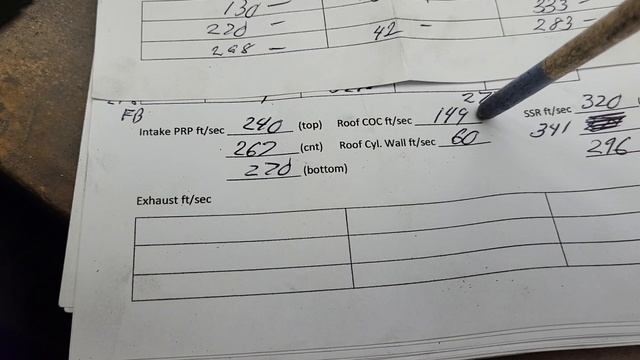 130 —
333 —
220 —
42 —
283 —
298 —
FB
27
Intake PRP ft/sec 240 (top) Roof COC ft/sec 149 SSR ft/sec 320
262 (cnt) Roof Cyl. Wall ft/sec 60 341
270 (bottom) 296
Exhaust ft/sec